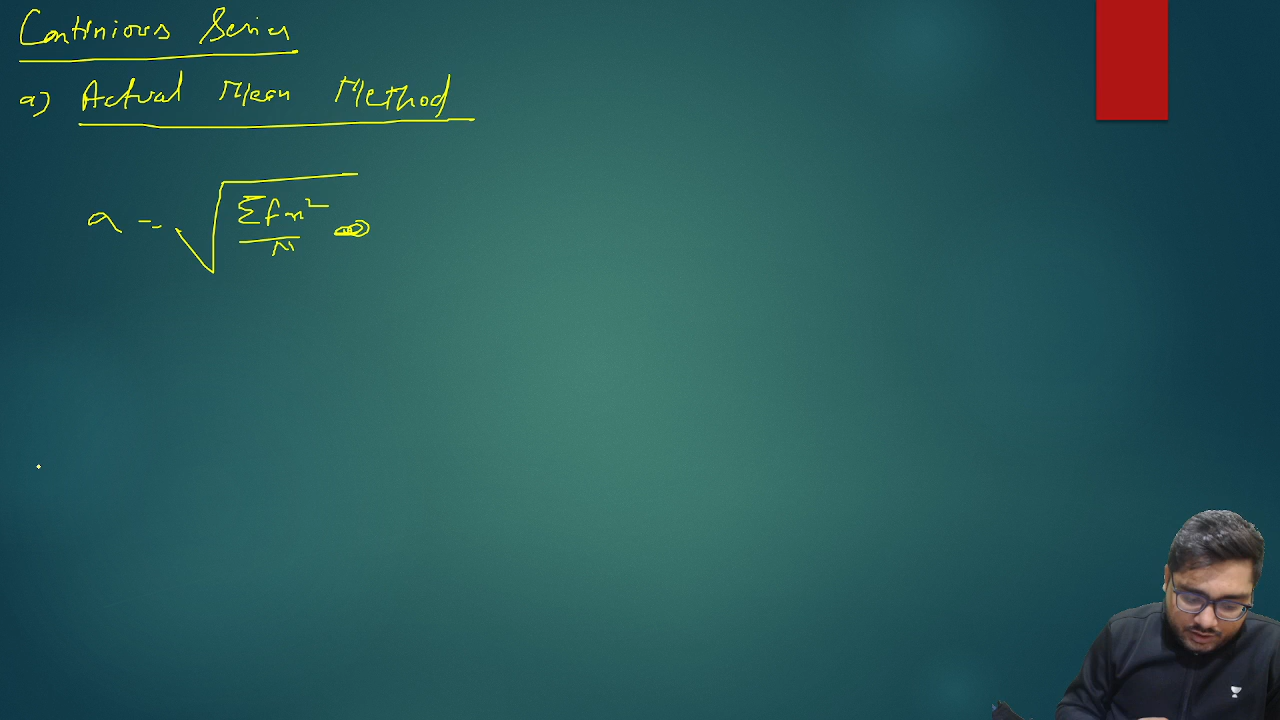 Continious Series
a) Actual Mean Method
a = √ Σfx²
N